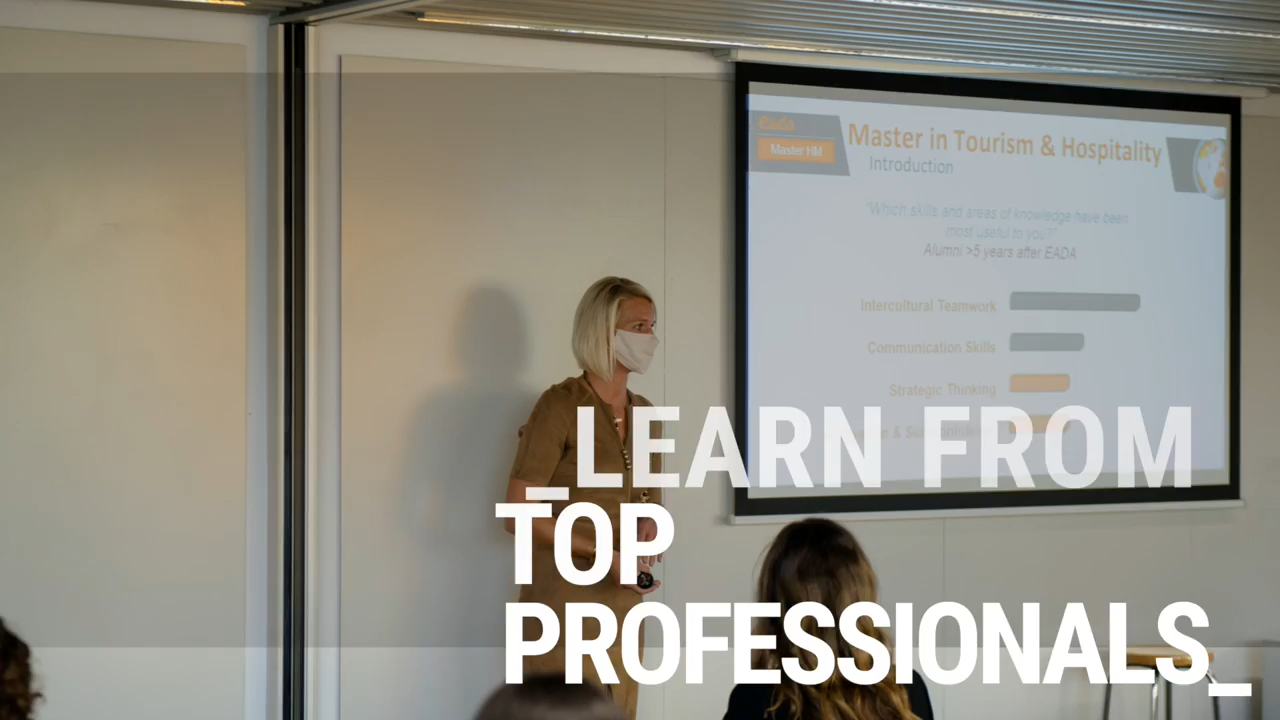 eada
Master HM
Master in Tourism & Hospitality
Introduction
"Which skills and areas of knowledge have been
most useful to you?"
Alumni >5 years after EADA
Intercultural Teamwork
Communication Skills
Strategic Thinking
_LEARN FROM
TOP
PROFESSIONALS_